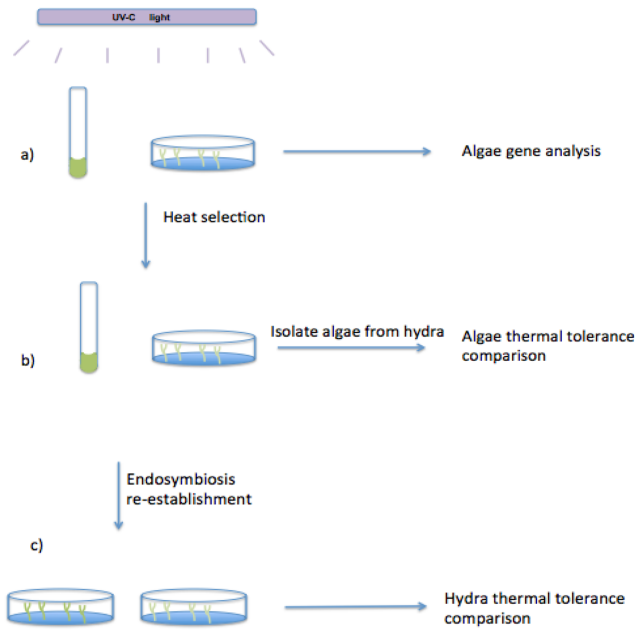 UV-C light
a)
Algae gene analysis
Heat selection
b)
Isolate algae from hydra
Algae thermal tolerance
comparison
Endosymbiosis
re-establishment
c)
Hydra thermal tolerance
comparison